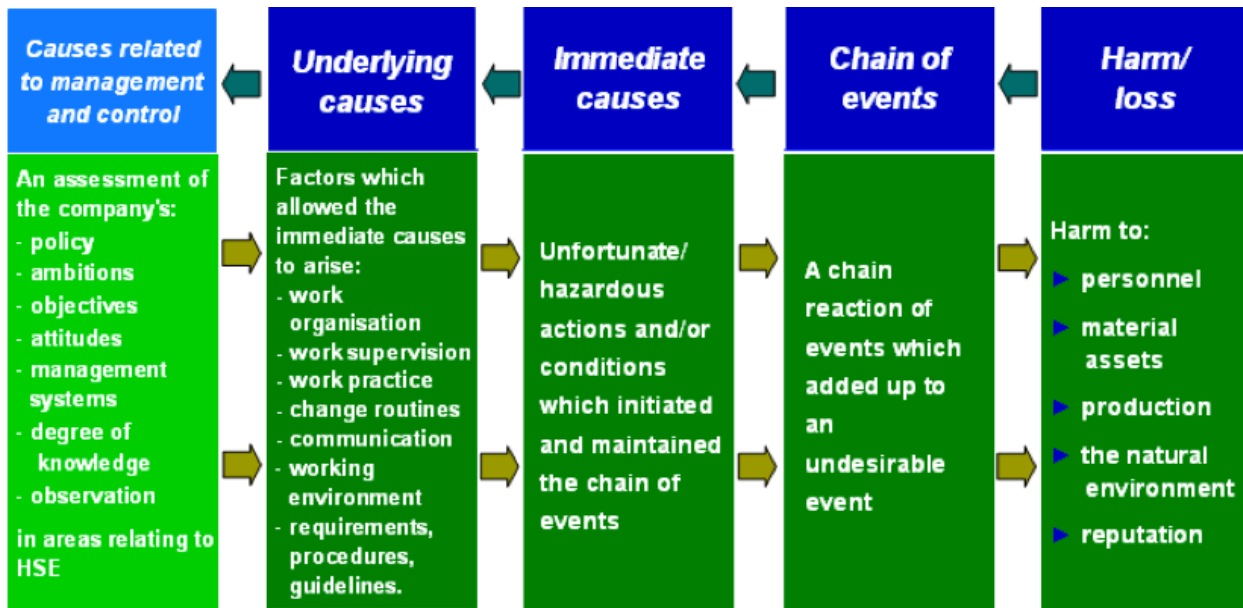 Causes related
to management
and control
An assessment of
the company's:
- policy
- ambitions
- objectives
- attitudes
- management
systems
- degree of
knowledge
- observation
in areas relating to
HSE
Underlying
causes
Factors which
allowed the
immediate causes
to arise:
- work
organisation
- work supervision
- work practice
- change routines
- communication
- working
environment
- requirements,
procedures,
guidelines.
Immediate
causes
Unfortunate/
hazardous
actions and/or
conditions
which initiated
and maintained
the chain of
events
Chain of
events
A chain
reaction of
events which
added up to
an
undesirable
event
Harm/
loss
Harm to:
► personnel
► material
assets
► production
► the natural
environment
► reputation